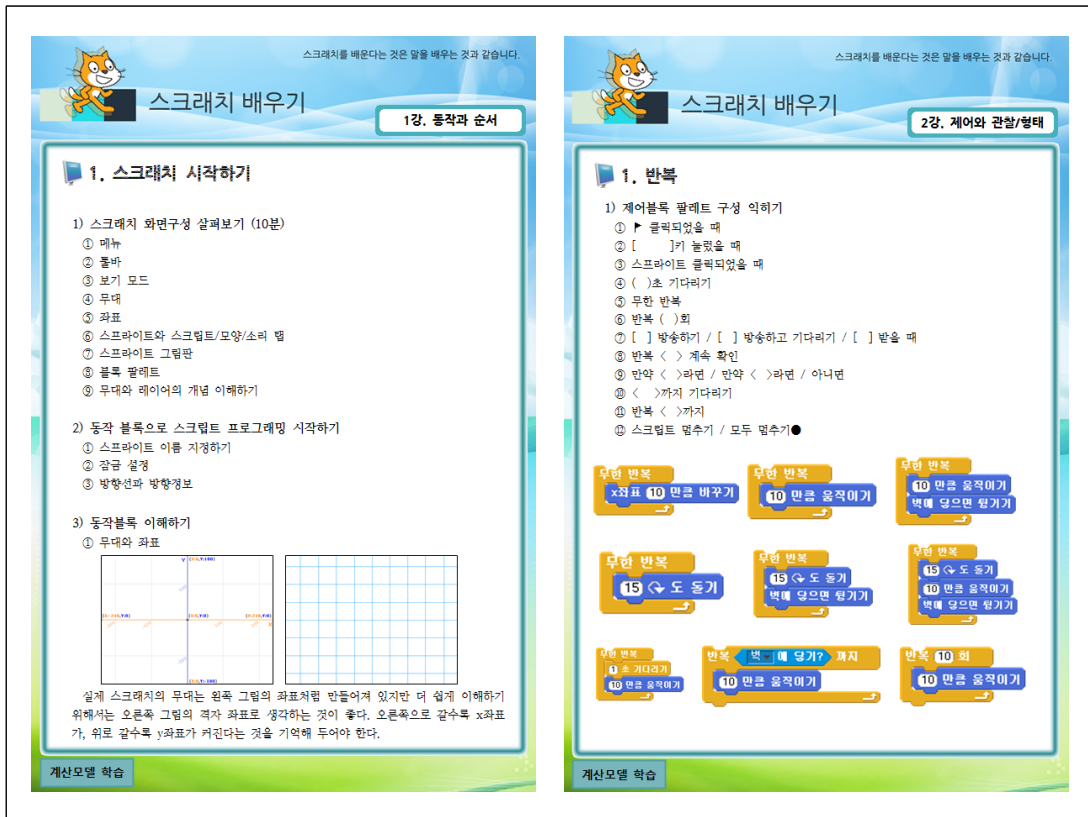 스크래치를 배운다는 것은 말을 배우는 것과 같습니다.
스크래치 배우기
1강. 동작과 순서
1. 스크래치 시작하기
1) 스크래치 화면구성 살펴보기 (10분)
① 메뉴
② 툴바
③ 보기 모드
④ 무대
⑤ 좌표
⑥ 스프라이트와 스크립트/모양/소리 탭
⑦ 스프라이트 그림판
⑧ 블록 팔레트
⑨ 무대와 레이어의 개념 이해하기
2) 동작 블록으로 스크립트 프로그래밍 시작하기
① 스프라이트 이름 지정하기
② 잠금 설정
③ 방향선과 방향정보
3) 동작블록 이해하기
① 무대와 좌표
실제 스크래치의 무대는 왼쪽 그림의 좌표처럼 만들어져 있지만 더 쉽게 이해하기
위해서는 오른쪽 그림의 격자 좌표로 생각하는 것이 좋다. 오른쪽으로 갈수록 x좌표
가, 위로 갈수록 y좌표가 커진다는 것을 기억해 두어야 한다.
계산모델 학습
스크래치를 배운다는 것은 말을 배우는 것과 같습니다.
스크래치 배우기
2강. 제어와 관찰/형태
1. 반복
1) 제어블록 팔레트 구성 익히기
① 클릭되었을 때
② [ ]키 눌렀을 때
③ 스프라이트 클릭되었을 때
④ ( )초 기다리기
⑤ 무한 반복
⑥ 반복 ( )회
⑦ [ ] 방송하기 / [ ] 방송하고 기다리기 / [ ] 받을 때
⑧ 반복 < > 계속 확인
⑨ 만약 < >라면 / 만약 < >라면 / 아니면
⑩ < >까지 기다리기
⑪ 반복 < >까지
⑫ 스크립트 멈추기 / 모두 멈추기●
무한 반복
x좌표 10 만큼 바꾸기
무한 반복
10 만큼 움직이기
무한 반복
10 만큼 움직이기
벽에 닿으면 튕기기
무한 반복
15 도 돌기
무한 반복
15 도 돌기
벽에 닿으면 튕기기
무한 반복
15 도 돌기
10 만큼 움직이기
벽에 닿으면 튕기기
무한 반복
1 초 기다리기
10 만큼 움직이기
반복 벽 에 닿기? 까지
10 만큼 움직이기
반복 10 회
10 만큼 움직이기
계산모델 학습